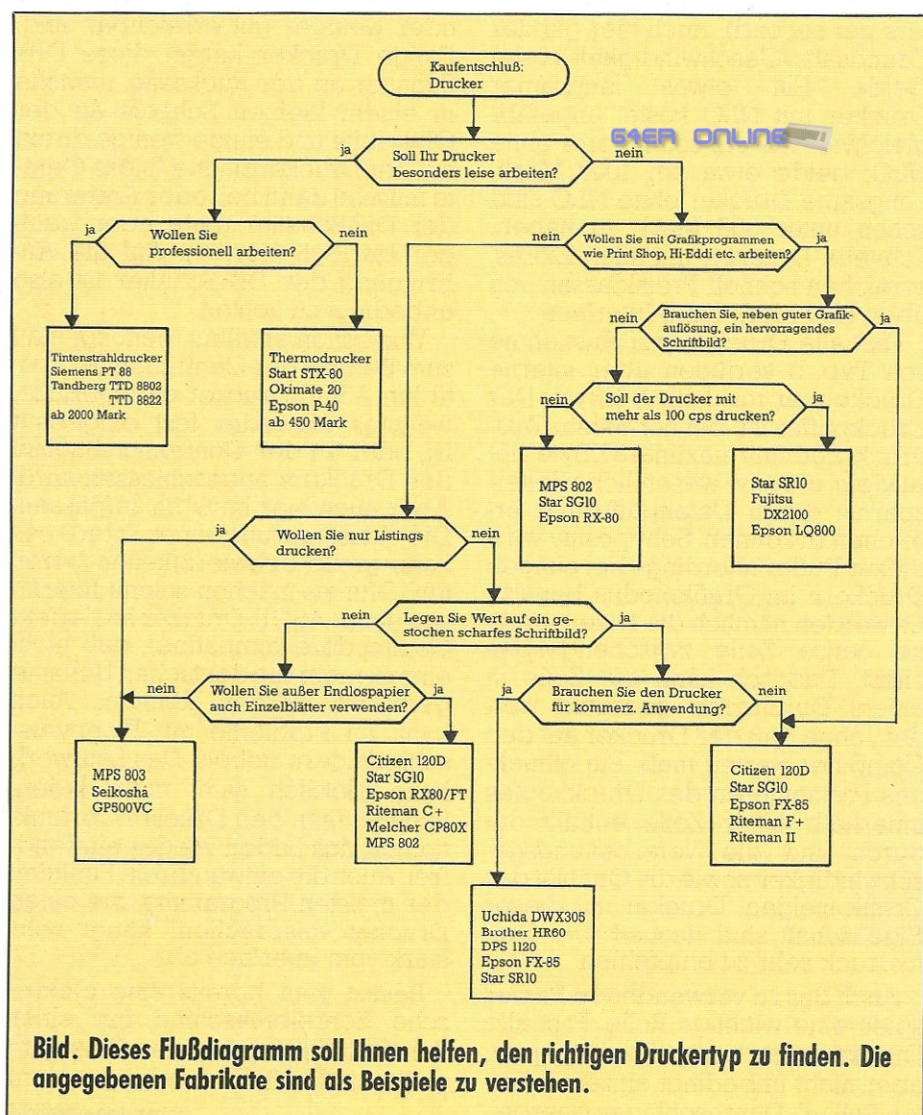 Kaufentschluß:
Drucker
64ER ONLINE
ja
Soll Ihr Drucker
besonders leise arbeiten?
nein
ja
Wollen Sie
professionell arbeiten?
nein
nein
Wollen Sie mit Grafikprogrammen
wie Print Shop, Hi-Eddi etc. arbeiten?
ja
nein
Brauchen Sie, neben guter Grafik-
auflösung, ein hervorragendes
Schriftbild?
ja
Tintenstrahldrucker
Siemens PT 88
Tandberg TTD 8802
TTD 8822
ab 2000 Mark
Thermodrucker
Start STX-80
Okimate 20
Epson P-40
ab 450 Mark
nein
Soll der Drucker mit
mehr als 100 cps drucken?
ja
MPS 802
Star SG10
Epson RX-80
Star SR10
Fujitsu
DX2100
Epson LQ800
ja
Wollen Sie nur Listings
drucken?
nein
nein
Legen Sie Wert auf ein ge-
stochen scharfes Schriftbild?
ja
nein
Wollen Sie außer Endlospapier
auch Einzelblätter verwenden?
ja
ja
Brauchen Sie den Drucker
für kommerz. Anwendung?
nein
MPS 803
Seikosha
GP500VC
Citizen 120D
Star SG10
Epson RX80/FT
Riteman C+
Melcher CP80X
MPS 802
Citizen 120D
Star SG10
Epson FX-85
Riteman F+
Riteman II
Uchida DWX305
Brother HR60
DPS 1120
Epson FX-85
Star SR10
Bild. Dieses Flußdiagramm soll Ihnen helfen, den richtigen Druckertyp zu finden. Die
angegebenen Fabrikate sind als Beispiele zu verstehen.